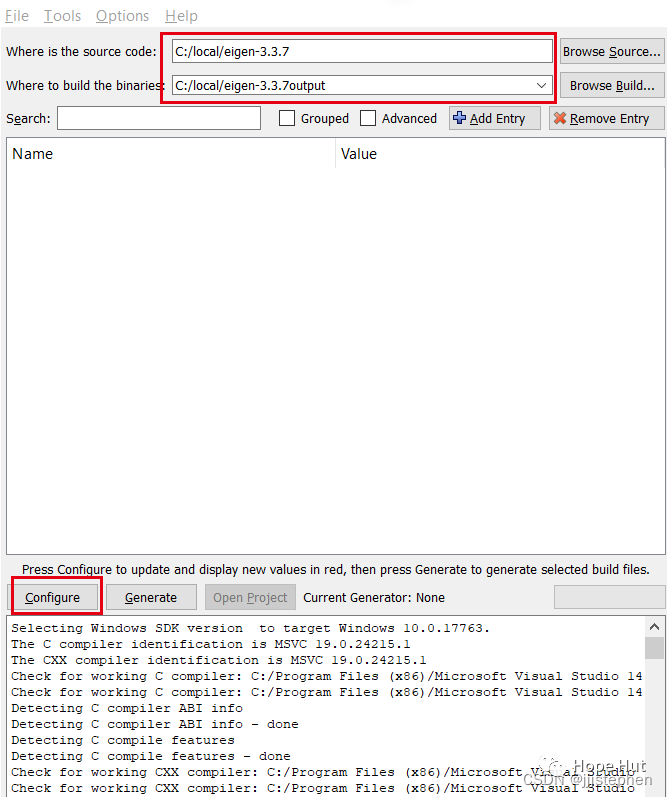 File Tools Options Help
Where is the source code: C:/local/eigen-3.3.7 Browse Source...
Where to build the binaries: C:/local/eigen-3.3.7output Browse Build...
Search: Grouped Advanced Add Entry Remove Entry
Name Value
Press Configure to update and display new values in red, then press Generate to generate selected build files.
Configure Generate Open Project Current Generator: None
Selecting Windows SDK version  to target Windows 10.0.17763.
The C compiler identification is MSVC 19.0.24215.1
The CXX compiler identification is MSVC 19.0.24215.1
Check for working C compiler: C:/Program Files (x86)/Microsoft Visual Studio 14
Check for working C compiler: C:/Program Files (x86)/Microsoft Visual Studio 14
Detecting C compiler ABI info
Detecting C compiler ABI info - done
Detecting C compile features
Detecting C compile features - done
Check for working CXX compiler: C:/Program Files (x86)/Microsoft Visual Studio
Check for working CXX compiler: C:/Program Files (x86)/Microsoft Visual Studio
Hope Hut
CSDN @jjjstephen